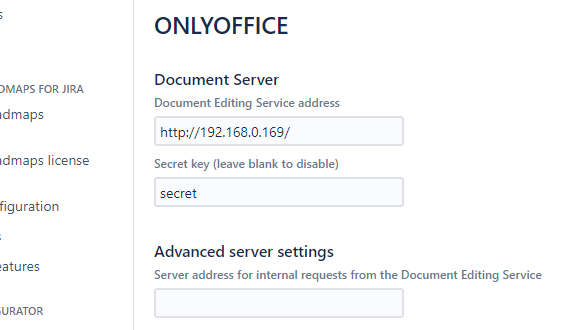 ONLYOFFICE
Document Server
Document Editing Service address
http://192.168.0.169/
Secret key (leave blank to disable)
secret
Advanced server settings
Server address for internal requests from the Document Editing Service
s
OMAPS FOR JIRA
dmaps
dmaps license
figuration
s
eatures
GURATOR